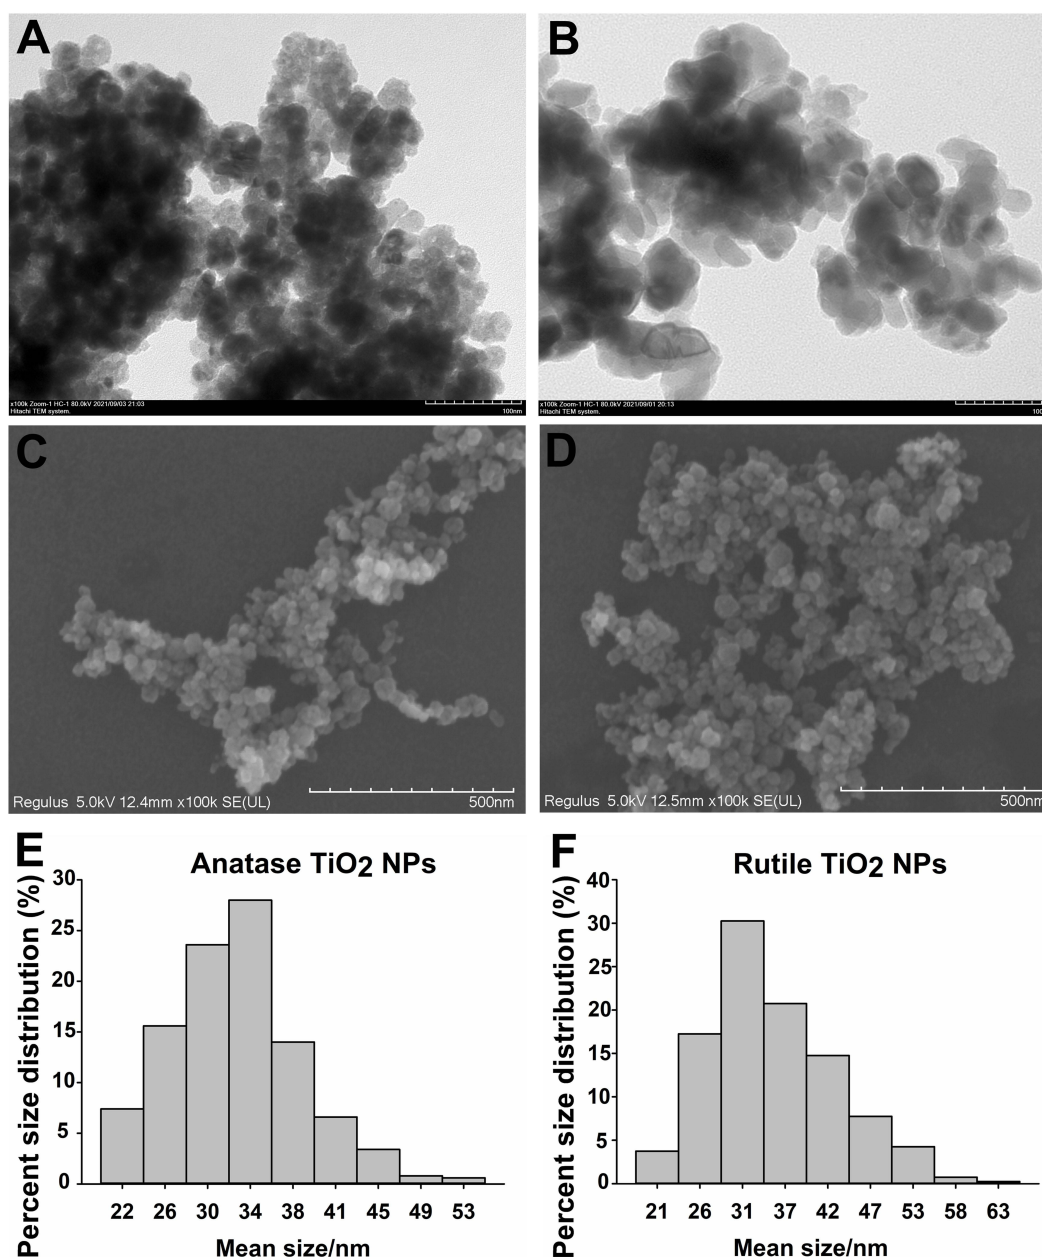 A
B
x100k Zoom-1 HC-1 80.0kV 2021/09/03 21:03
Hitachi TEM system.
100nm
x100k Zoom-1 HC-1 80.0kV 2021/09/01 20:13
Hitachi TEM system.
100
C
D
Regulus 5.0kV 12.4mm x100k SE(UL)
500nm
Regulus 5.0kV 12.5mm x100k SE(UL)
500nm
E
Anatase TiO2 NPs
Percent size distribution (%)
30
25
20
15
10
5
0
22 26 30 34 38 41 45 49 53
Mean size/nm
F
Rutile TiO2 NPs
Percent size distribution (%)
40
30
25
20
15
10
5
0
21 26 31 37 42 47 53 58 63
Mean size/nm